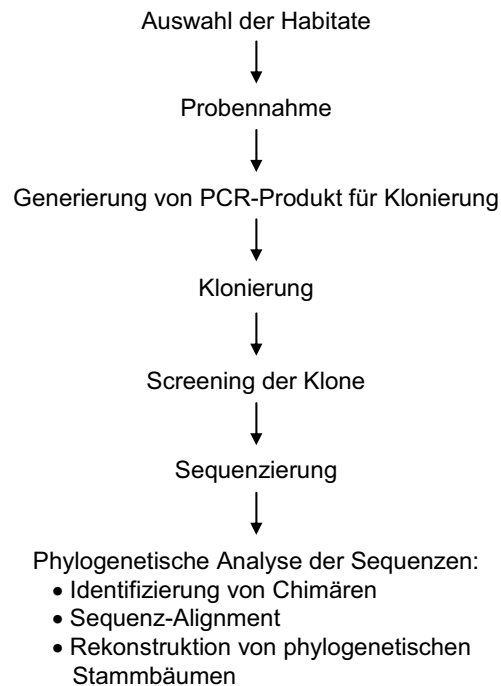 Auswahl der Habitate
Probennahme
Generierung von PCR-Produkt für Klonierung
Klonierung
Screening der Klone
Sequenzierung
Phylogenetische Analyse der Sequenzen:
• Identifizierung von Chimären
• Sequenz-Alignment
• Rekonstruktion von phylogenetischen
Stammbäumen